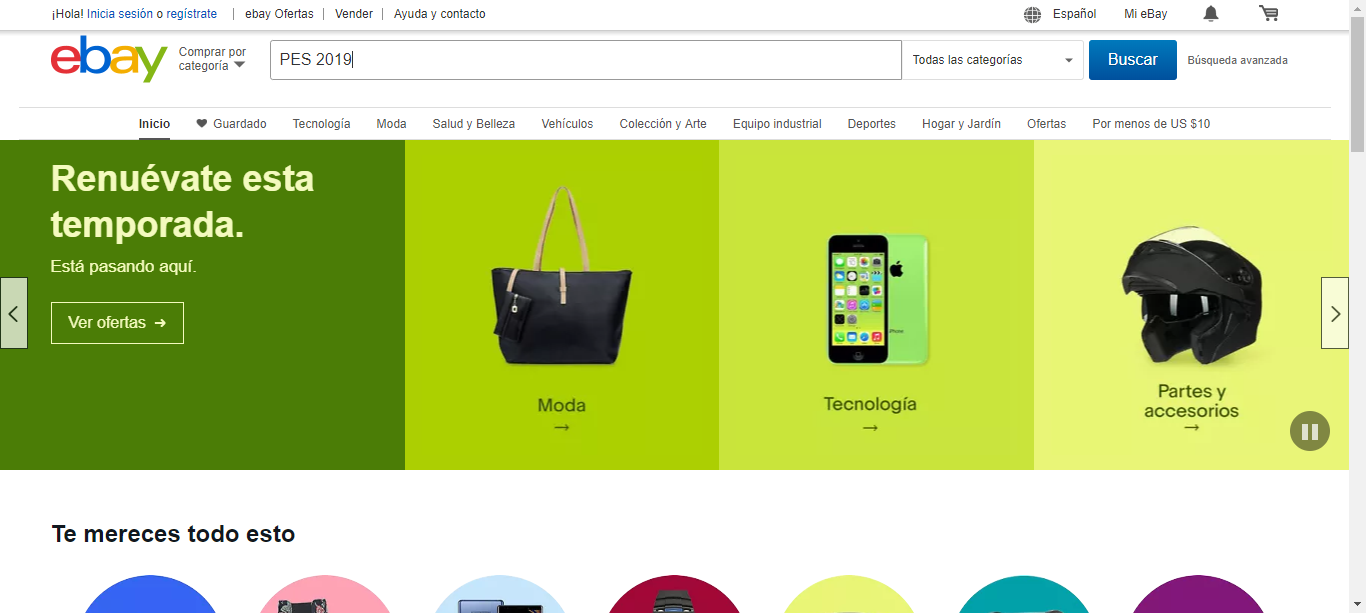 ¡Hola! Inicia sesión o regístrate | ebay Ofertas | Vender | Ayuda y contacto
Español Mi eBay
ebay
Comprar por
categoría
PES 2019
Todas las categorías
Buscar
Búsqueda avanzada
Inicio Guardado Tecnología Moda Salud y Belleza Vehículos Colección y Arte Equipo industrial Deportes Hogar y Jardín Ofertas Por menos de US $10
Renuévate esta
temporada.
Está pasando aquí.
Ver ofertas →
Moda
→
Tecnología
→
iPhone
Partes y
accesorios
→
Te mereces todo esto